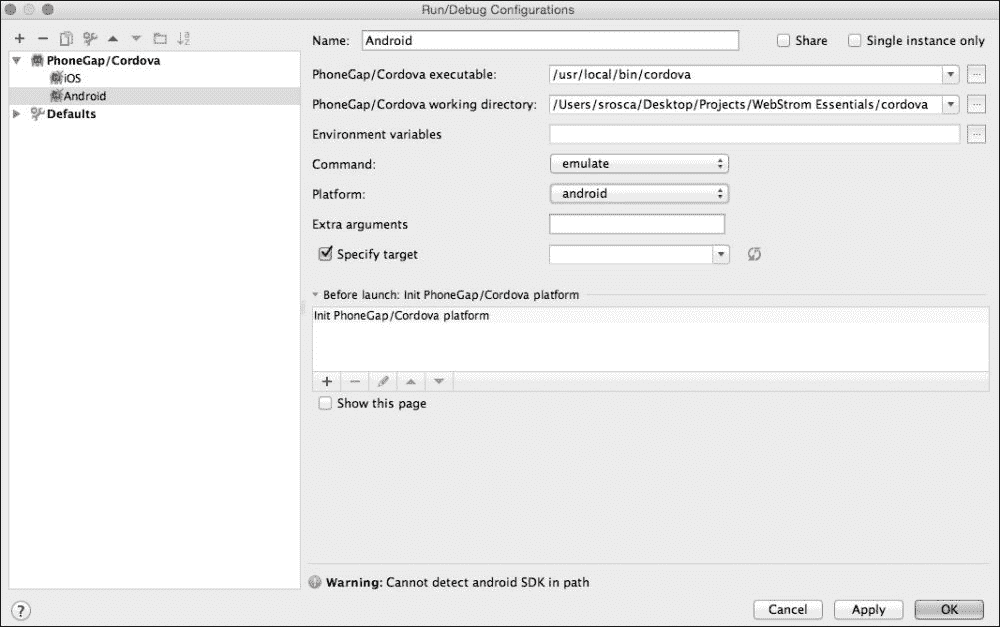 Run/Debug Configurations
PhoneGap/Cordova
iOS
Android
Defaults
Name: Android
Share
Single instance only
PhoneGap/Cordova executable: /usr/local/bin/cordova
PhoneGap/Cordova working directory: /Users/srosca/Desktop/Projects/WebStrom Essentials/cordova
Environment variables
Command: emulate
Platform: android
Extra arguments
Specify target
Before launch: Init PhoneGap/Cordova platform
Init PhoneGap/Cordova platform
Show this page
Warning: Cannot detect android SDK in path
? Cancel Apply OK